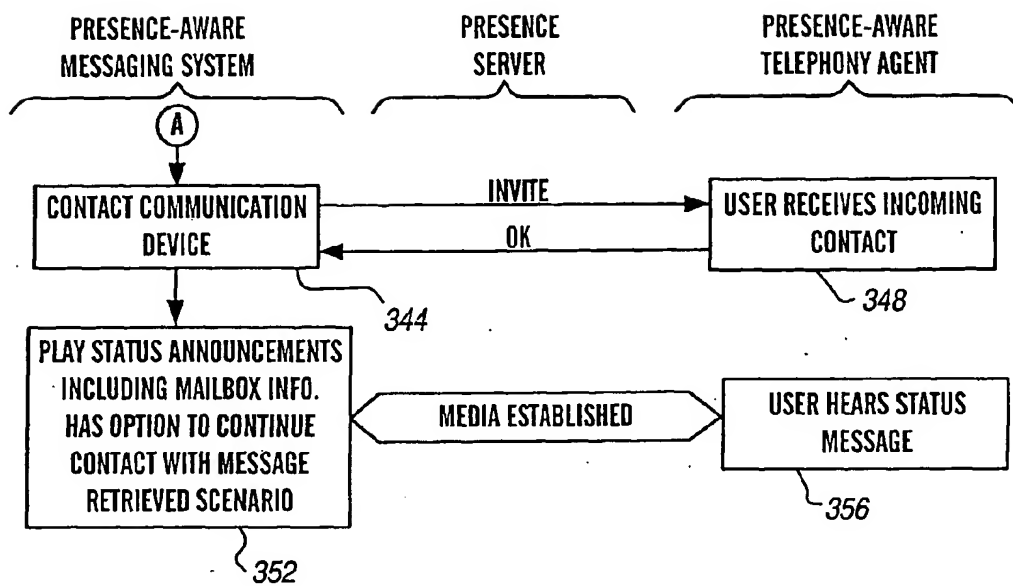 PRESENCE-AWARE
MESSAGING SYSTEM
PRESENCE
SERVER
PRESENCE-AWARE
TELEPHONY AGENT
A
CONTACT COMMUNICATION
DEVICE
344
INVITE
OK
USER RECEIVES INCOMING
CONTACT
348
PLAY STATUS ANNOUNCEMENTS
INCLUDING MAILBOX INFO.
HAS OPTION TO CONTINUE
CONTACT WITH MESSAGE
RETRIEVED SCENARIO
352
MEDIA ESTABLISHED
USER HEARS STATUS
MESSAGE
356